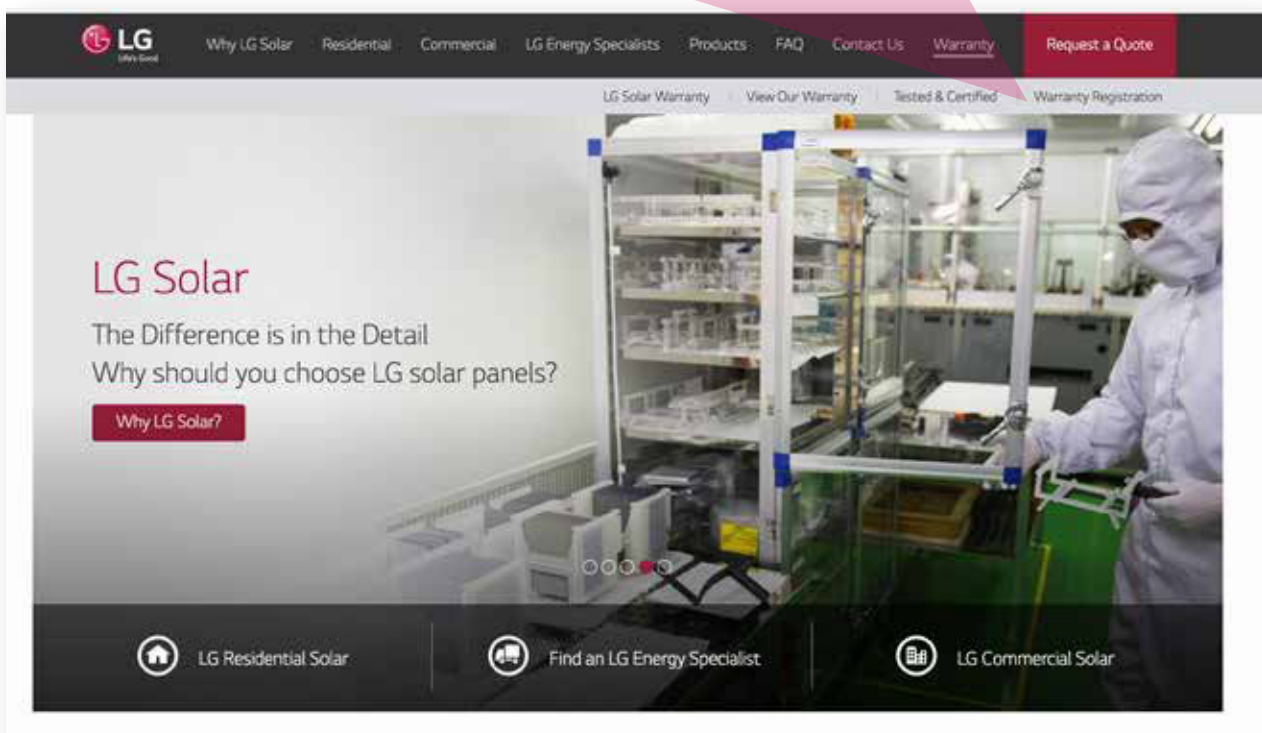 LG
Life's Good
Why LG Solar Residential Commercial LG Energy Specialists Products FAQ Contact Us Warranty Request a Quote
LG Solar Warranty View Our Warranty Tested & Certified Warranty Registration
LG Solar
The Difference is in the Detail
Why should you choose LG solar panels?
Why LG Solar?
LG Residential Solar Find an LG Energy Specialist LG Commercial Solar